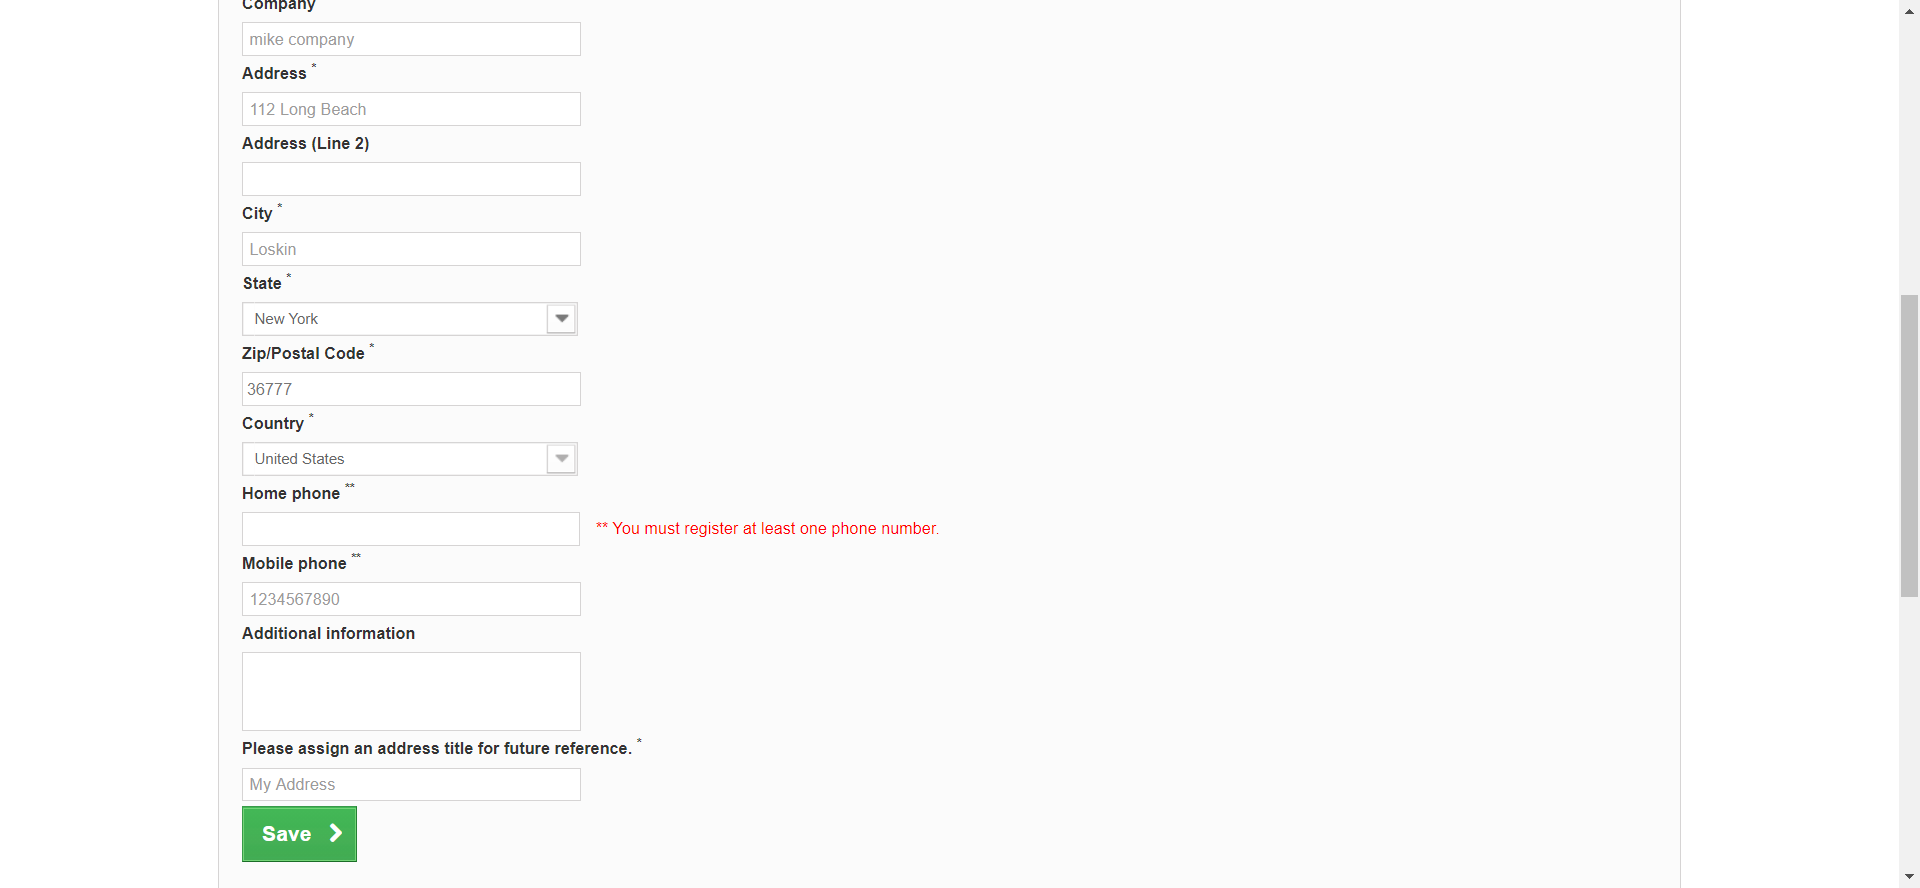 Company
mike company
Address *
112 Long Beach
Address (Line 2)
City *
Loskin
State *
New York
Zip/Postal Code *
36777
Country *
United States
Home phone **
** You must register at least one phone number.
Mobile phone **
1234567890
Additional information
Please assign an address title for future reference. *
My Address
Save